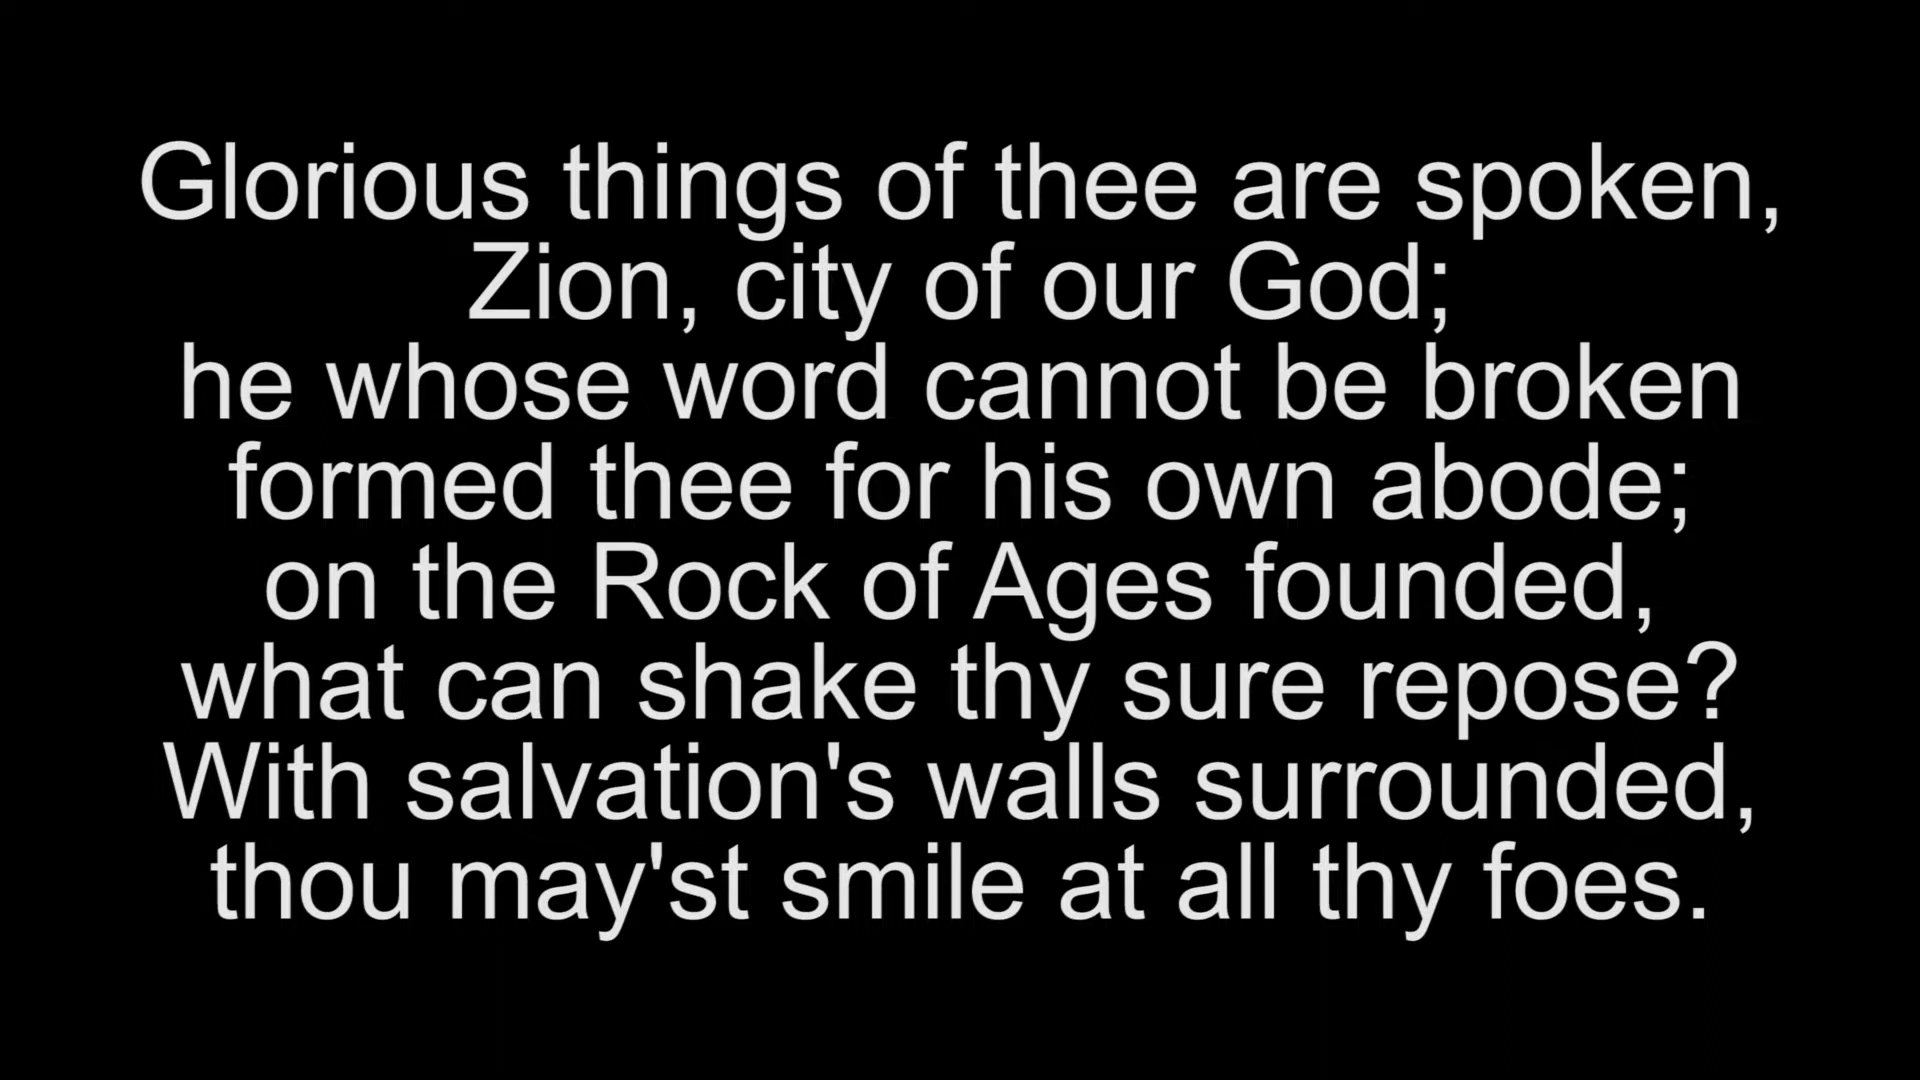 Glorious things of thee are spoken,
Zion, city of our God;
he whose word cannot be broken
formed thee for his own abode;
on the Rock of Ages founded,
what can shake thy sure repose?
With salvation's walls surrounded,
thou may'st smile at all thy foes.